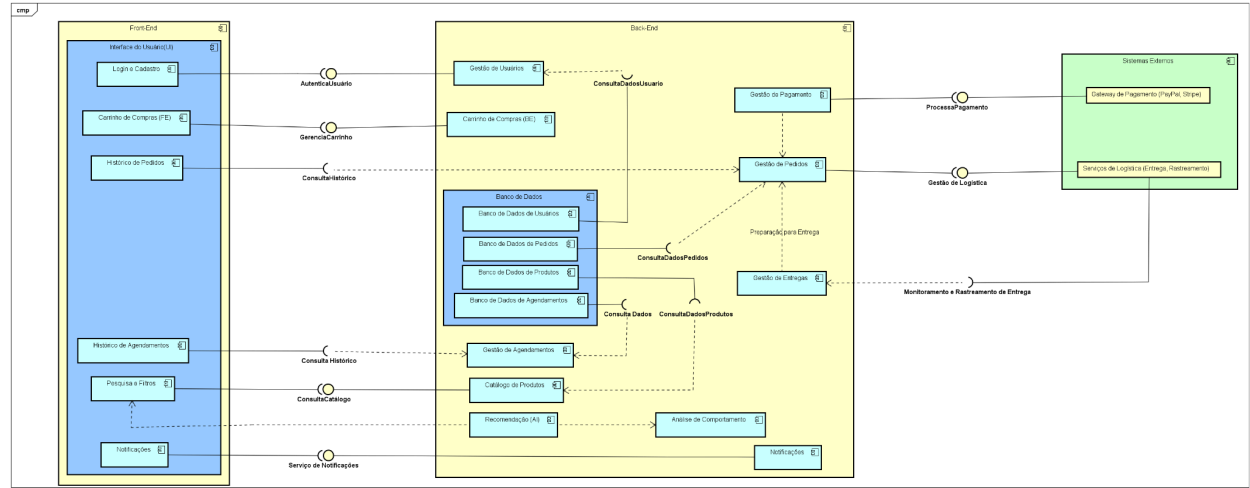 cmp
Front-End
Interface do Usuário(UI)
Login e Cadastro
Carrinho de Compras (FE)
Histórico de Pedidos
Histórico de Agendamentos
Pesquisa e Filtros
Notificações
AutenticaUsuário
GerenciaCarrinho
ConsultaHistórico
Consulta Histórico
ConsultaCatálogo
Serviço de Notificações
Back-End
Gestão de Usuários
ConsultaDadosUsuario
Carrinho de Compras (BE)
Gestão de Pagamento
Gestão de Pedidos
Banco de Dados
Banco de Dados de Usuários
Banco de Dados de Pedidos
Banco de Dados de Produtos
Banco de Dados de Agendamentos
Preparação para Entrega
ConsultaDadosPedidos
Gestão de Entregas
Consulta Dados
ConsultaDadosProdutos
Gestão de Agendamentos
Catálogo de Produtos
Recomendação (AI)
Análise de Comportamento
Notificações
ProcessaPagamento
Gestão de Logística
Monitoramento e Rastreamento de Entrega
Sistemas Externos
Gateway de Pagamento (PayPal, Stripe)
Serviços de Logística (Entrega, Rastreamento)